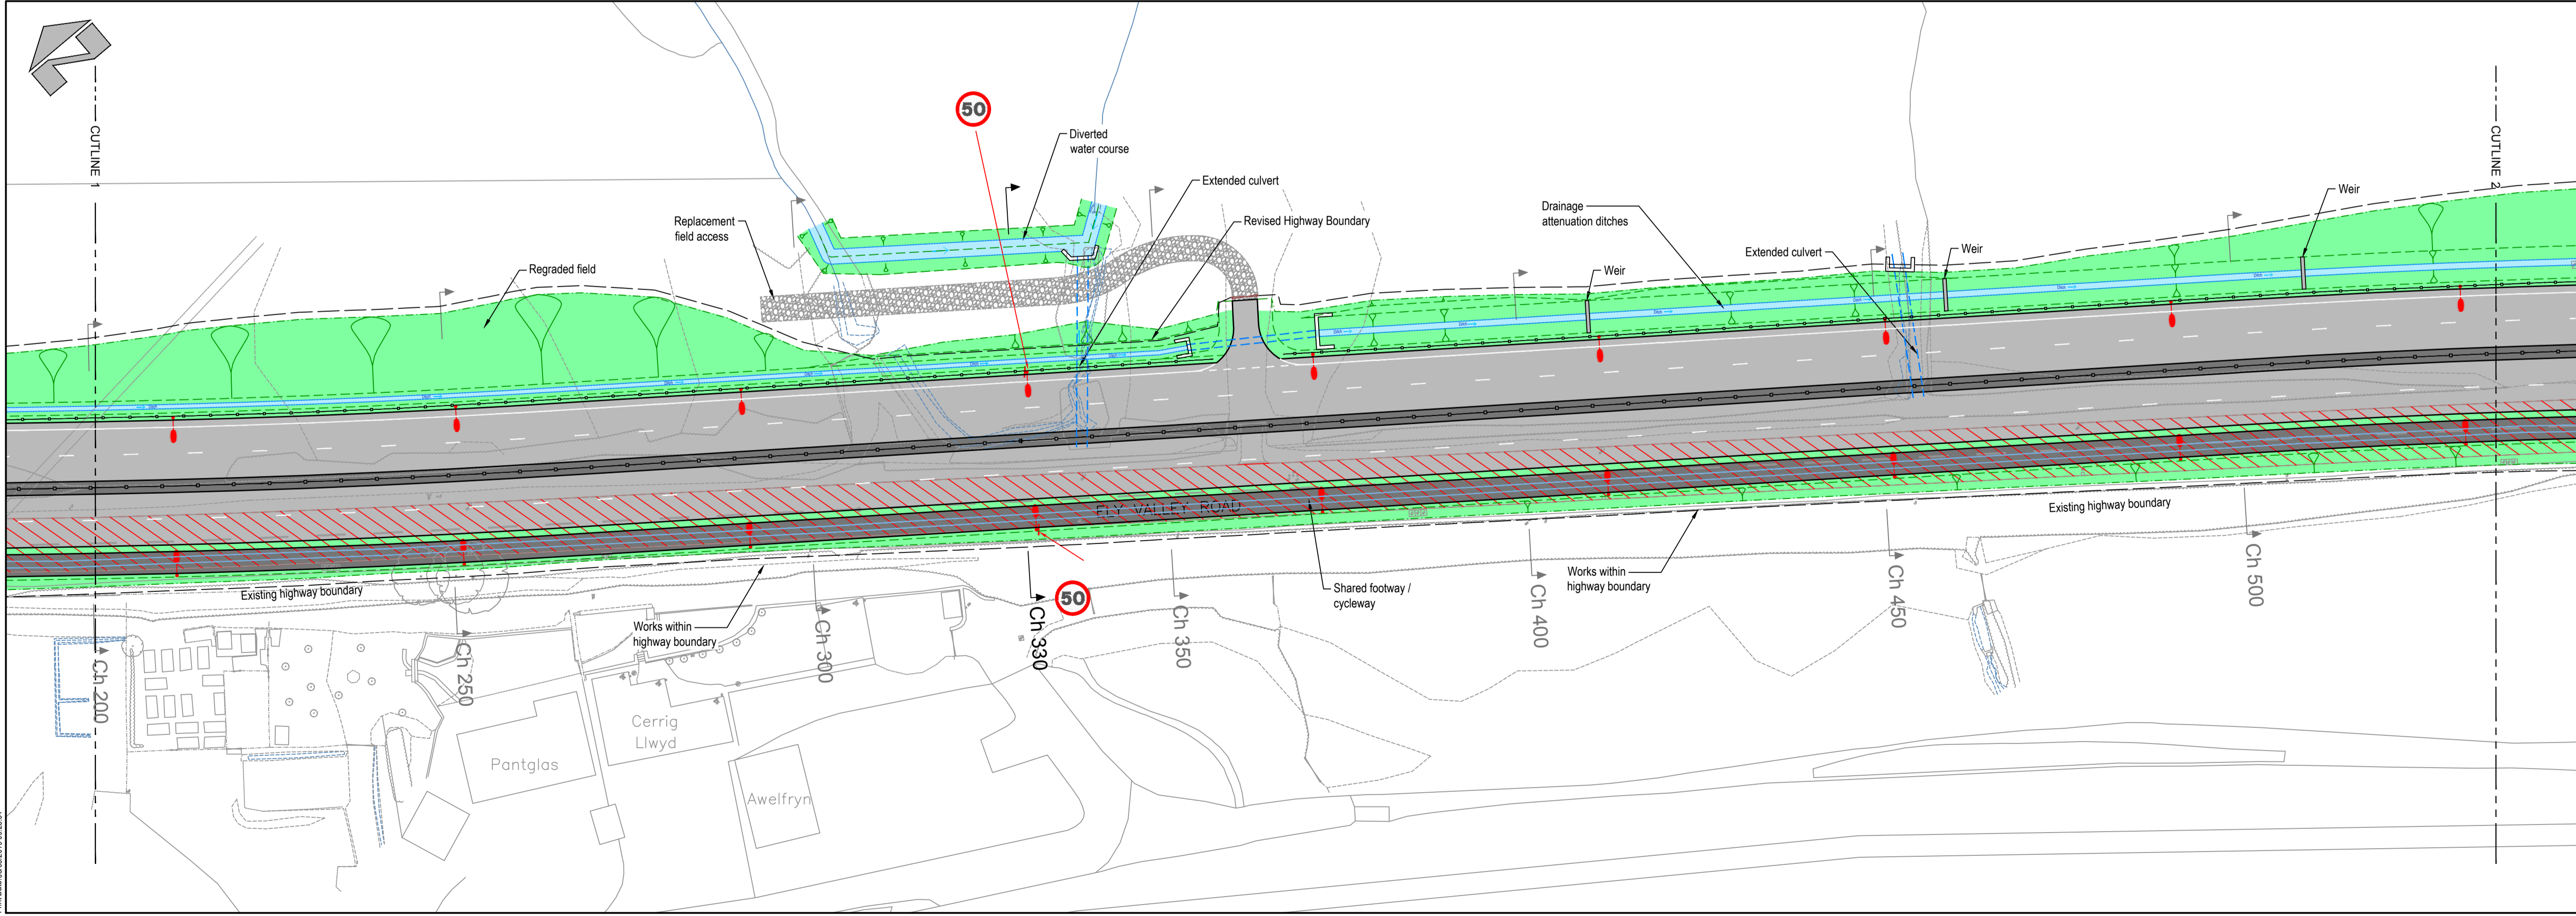 CUTLINE 1
50
Diverted
water course
Extended culvert
Replacement
field access
Revised Highway Boundary
Regraded field
Drainage
attenuation ditches
Weir
Extended culvert
Weir
Weir
CUTLINE 2
ELY VALLEY ROAD
Existing highway boundary
Works within
highway boundary
50
Shared footway /
cycleway
Works within
highway boundary
Existing highway boundary
Ch 200
Ch 250
Ch 300
Ch 330
Ch 350
Ch 400
Ch 450
Ch 500
Pantglas
Cerrig
Llwyd
Awelfryn